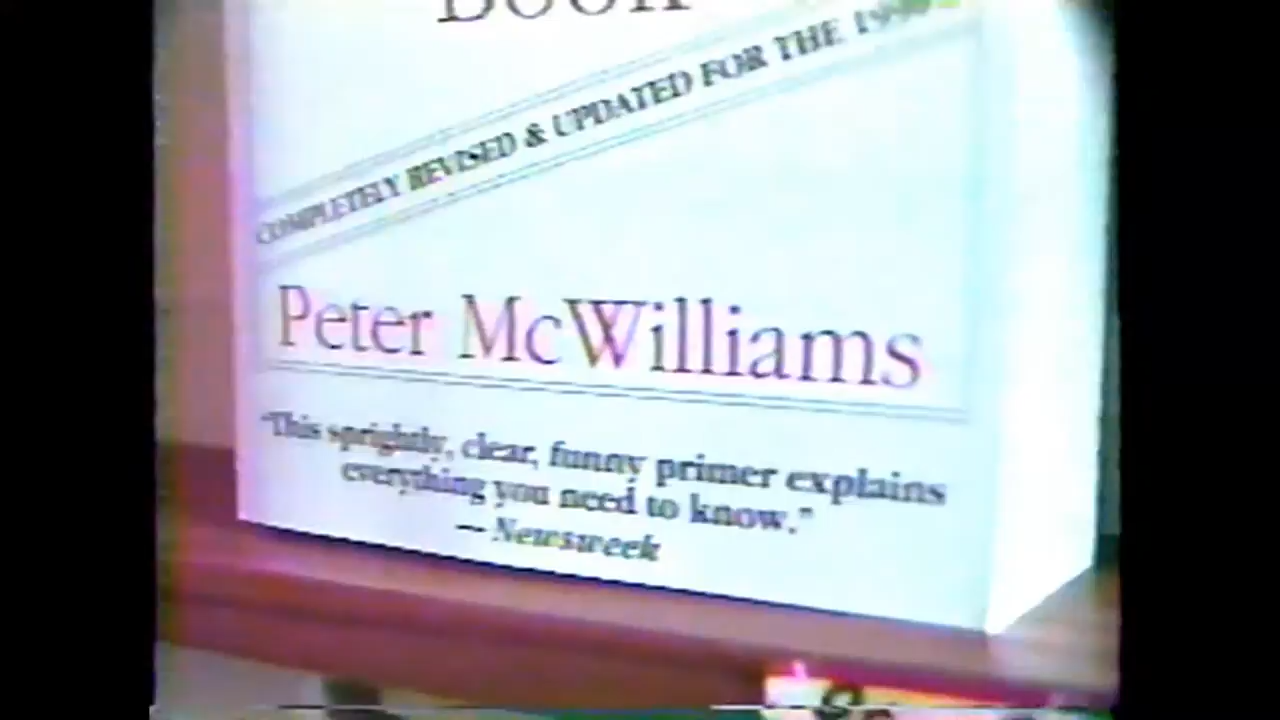 BOOK
COMPLETELY REVISED & UPDATED FOR THE
Peter McWilliams
"This sprightly, clear, funny primer explains
everything you need to know."
— Newsweek